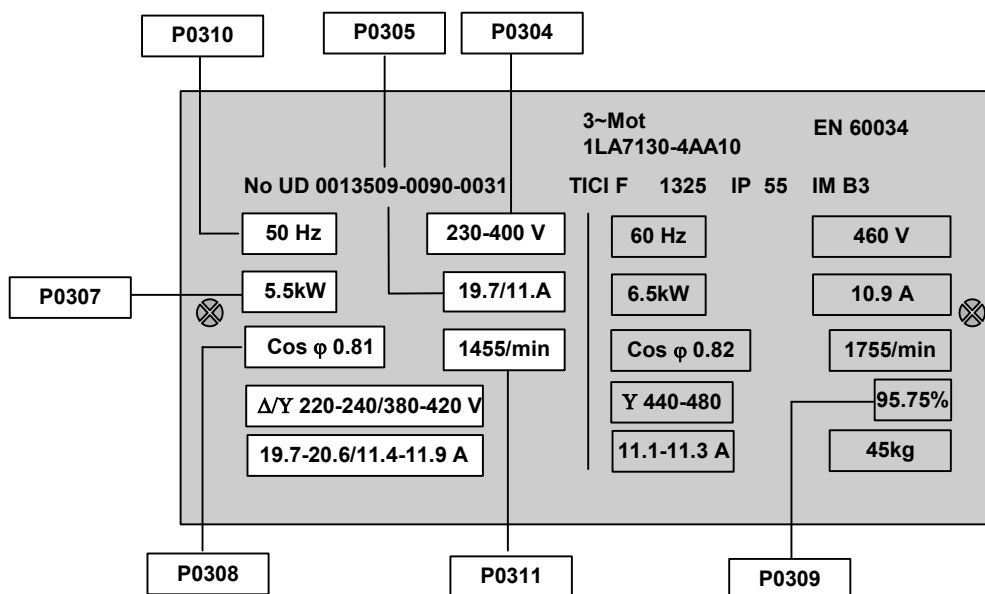 P0310 P0305 P0304
3~Mot EN 60034
1LA7130-4AA10
No UD 0013509-0090-0031 TICI F 1325 IP 55 IM B3
50 Hz 230-400 V 60 Hz 460 V
P0307 5.5kW 19.7/11.A 6.5kW 10.9 A
Cos φ 0.81 1455/min Cos φ 0.82 1755/min
Δ/Y 220-240/380-420 V Y 440-480 95.75%
19.7-20.6/11.4-11.9 A 11.1-11.3 A 45kg
P0308 P0311 P0309